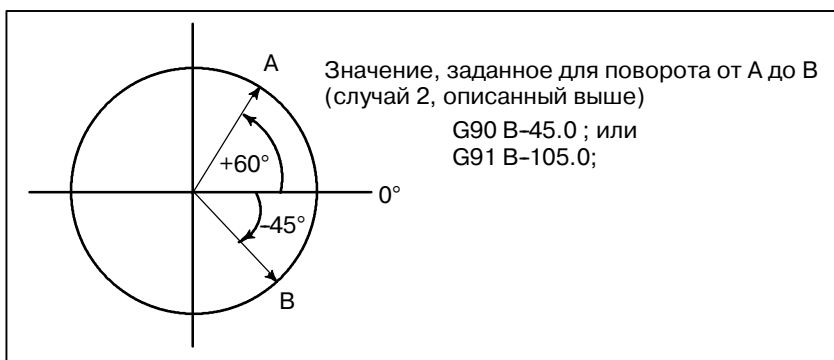 A
Значение, заданное для поворота от A до B
(случай 2, описанный выше)
G90 B-45.0 ; или
G91 B-105.0;
+60°
0°
-45°
B